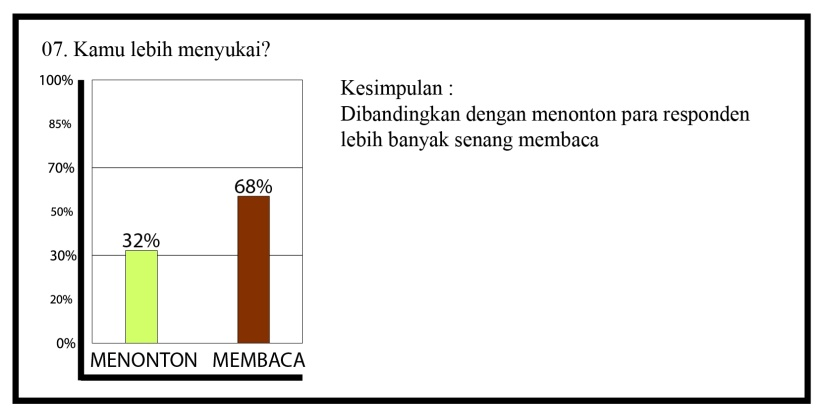 07. Kamu lebih menyukai?
100%
85%
70%
50%
30%
20%
0%
32%
68%
MENONTON MEMBACA
Kesimpulan :
Dibandingkan dengan menonton para responden
lebih banyak senang membaca